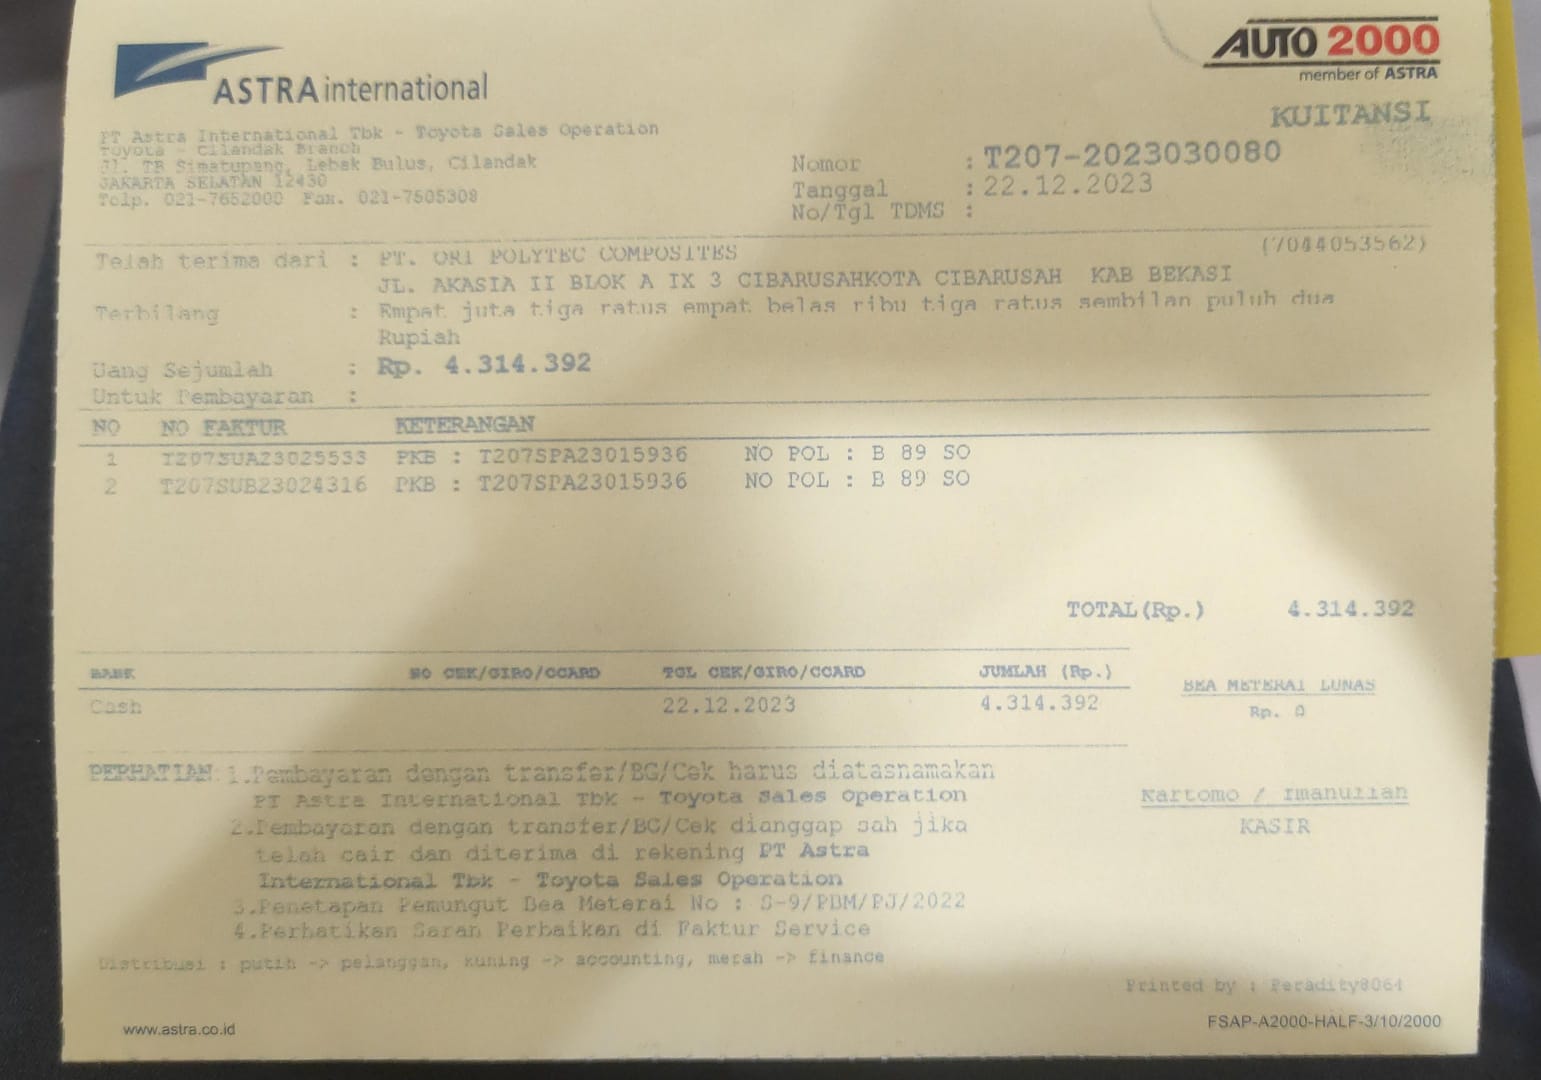 ASTRA international
AUTO 2000
member of ASTRA
KUITANSI
PT Astra International Tbk - Toyota Sales Operation
Toyota - Cilandak Branch
Jl. TB Simatupang, Lebak Bulus, Cilandak
JAKARTA SELATAN 12430
Telp. 021-7652000 Fax. 021-7505308
Nomor : T207-2023030080
Tanggal : 22.12.2023
No/Tgl TDMS :
(7044053562)
Telah terima dari : PT. ORI POLYTEC COMPOSITES
JL. AKASIA II BLOK A IX 3 CIBARUSAHKOTA CIBARUSAH KAB BEKASI
Terbilang : Empat juta tiga ratus empat belas ribu tiga ratus sembilan puluh dua
Rupiah
Uang Sejumlah : Rp. 4.314.392
Untuk Pembayaran :
NO NO FAKTUR KETERANGAN
1 T207SUA23025533 PKB : T207SPA23015936 NO POL : B 89 SO
2 T207SUB23024316 PKB : T207SPA23015936 NO POL : B 89 SO
TOTAL(Rp.) 4.314.392
BANK NO CEK/GIRO/CCARD TGL CEK/GIRO/CCARD JUMLAH (Rp.)
Cash 22.12.2023 4.314.392
BEA METERAI LUNAS
Rp. 0
PERHATIAN: 1.Pembayaran dengan transfer/BG/Cek harus diatasnamakan
PT Astra International Tbk - Toyota Sales Operation
2.Pembayaran dengan transfer/BG/Cek dianggap sah jika
telah cair dan diterima di rekening PT Astra
International Tbk - Toyota Sales Operation
3.Penetapan Pemungut Bea Meterai No : S-9/PBM/PJ/2022
4.Perhatikan Saran Perbaikan di Faktur Service
Kartomo / Imanullan
KASIR
Distribusi : putih -> pelanggan, kuning -> accounting, merah -> finance
Printed by : Peradity8064
www.astra.co.id
FSAP-A2000-HALF-3/10/2000